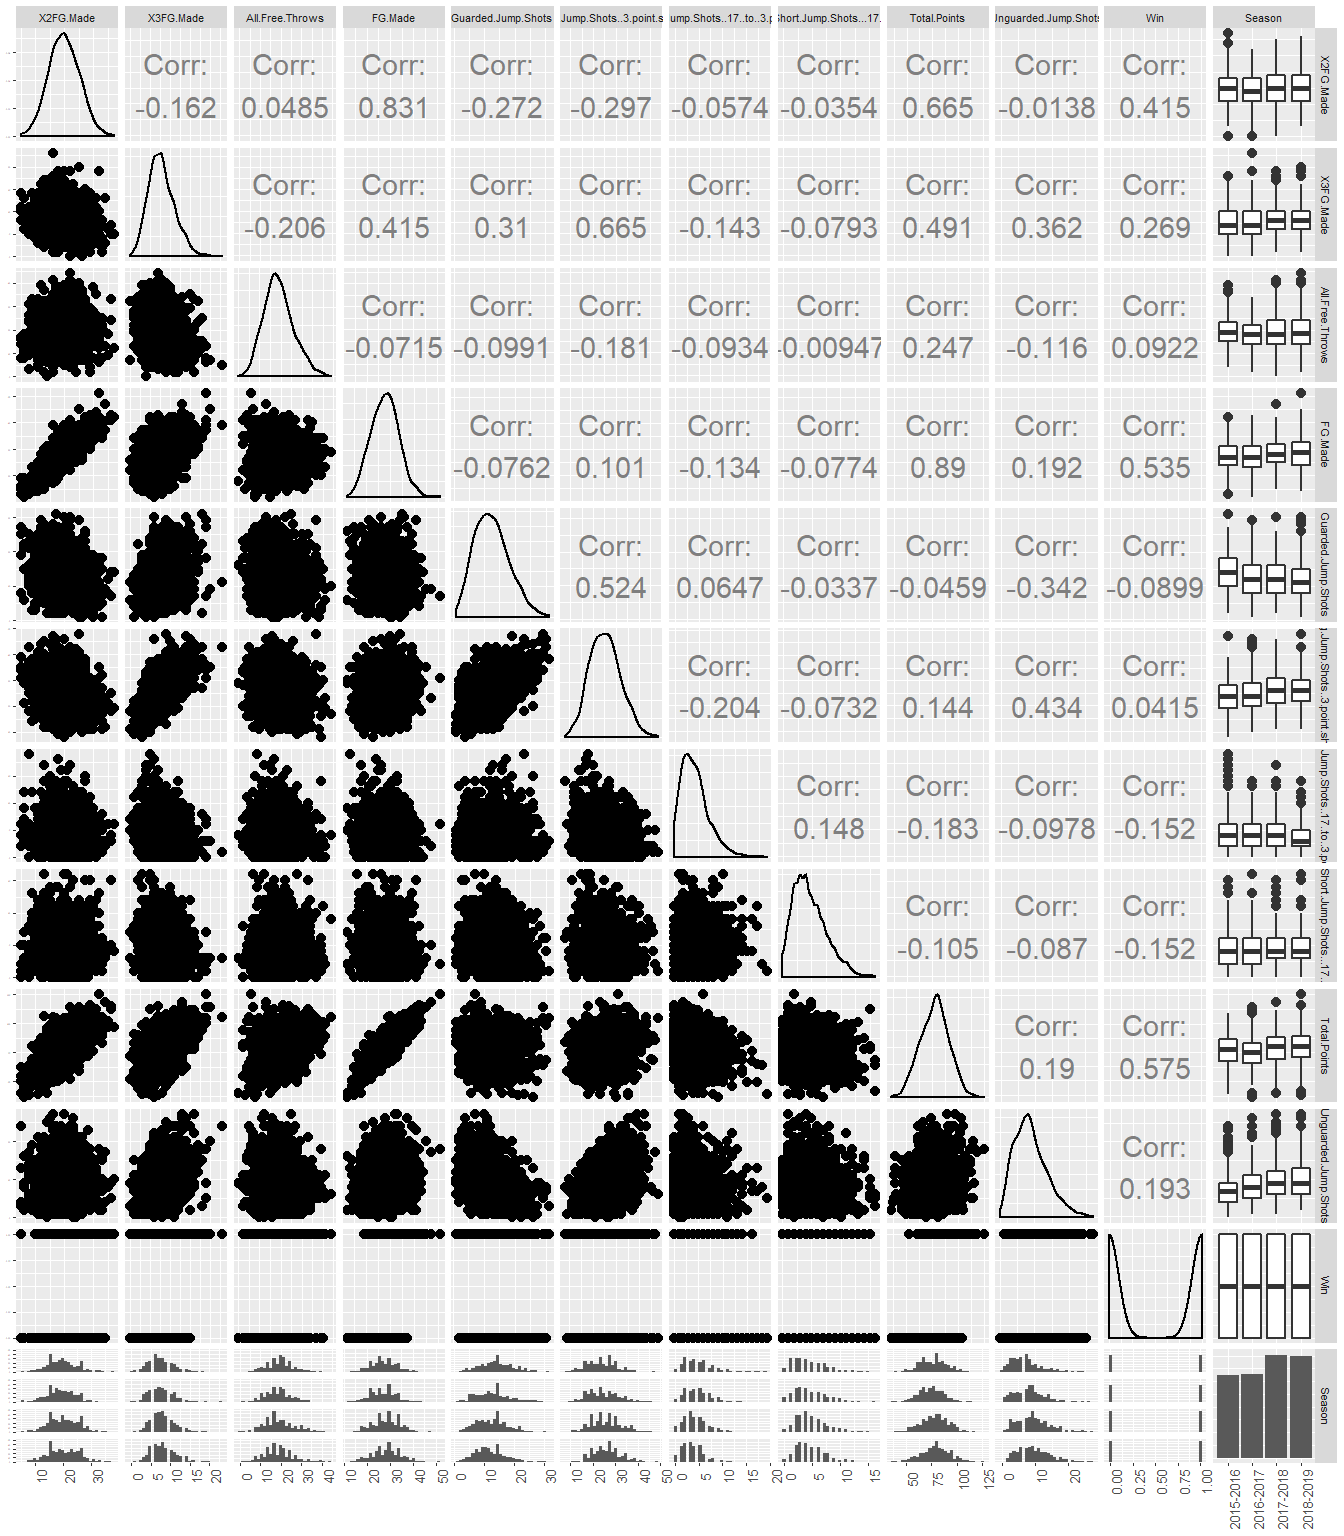 X2FG.Made X3FG.Made All.Free.Throws FG.Made Guarded.Jump.Shots Jump.Shots..3.point.s ump.Shots..17..to..3.p Short.Jump.Shots...17. Total.Points Unguarded.Jump.Shots Win Season
Corr: Corr: Corr: Corr: Corr: Corr: Corr: Corr: Corr: Corr:
-0.162 0.0485 0.831 -0.272 -0.297 -0.0574 -0.0354 0.665 -0.0138 0.415
X2FG.Made
Corr: Corr: Corr: Corr: Corr: Corr: Corr: Corr: Corr:
-0.206 0.415 0.31 0.665 -0.143 -0.0793 0.491 0.362 0.269
X3FG.Made
Corr: Corr: Corr: Corr: Corr: Corr: Corr: Corr:
-0.0715 -0.0991 -0.181 -0.0934 -0.00947 0.247 -0.116 0.0922
All.Free.Throws
Corr: Corr: Corr: Corr: Corr: Corr: Corr:
-0.0762 0.101 -0.134 -0.0774 0.89 0.192 0.535
FG.Made
Corr: Corr: Corr: Corr: Corr: Corr:
0.524 0.0647 -0.0337 -0.0459 -0.342 -0.0899
Guarded.Jump.Shots
Corr: Corr: Corr: Corr: Corr:
-0.204 -0.0732 0.144 0.434 0.0415
.Jump.Shots..3.point.sh
Corr: Corr: Corr: Corr:
0.148 -0.183 -0.0978 -0.152
Jump.Shots..17..to..3.p
Corr: Corr: Corr:
-0.105 -0.087 -0.152
Short.Jump.Shots...17.
Corr: Corr:
0.19 0.575
Total.Points
Corr:
0.193
Unguarded.Jump.Shots
Win
Season
10 20 30 0 5 10 15 20 0 10 20 30 40 10 20 30 40 50 0 10 20 30 10 20 30 40 50 0 5 10 15 20 0 5 10 15 50 75 100 125 0 10 20 0.00 0.25 0.50 0.75 1.00 2015-2016 2016-2017 2017-2018 2018-2019